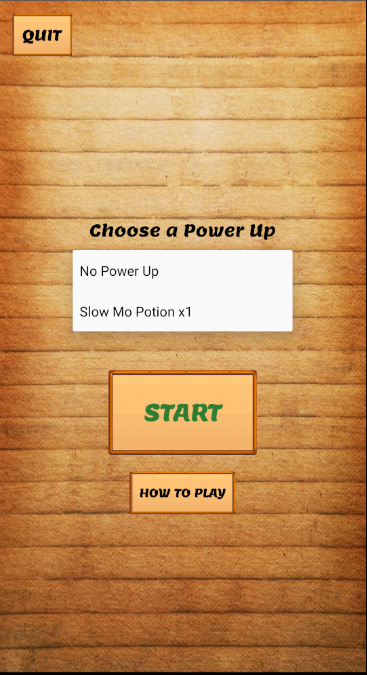 QUIT
Choose a Power Up
No Power Up
Slow Mo Potion x1
START
HOW TO PLAY